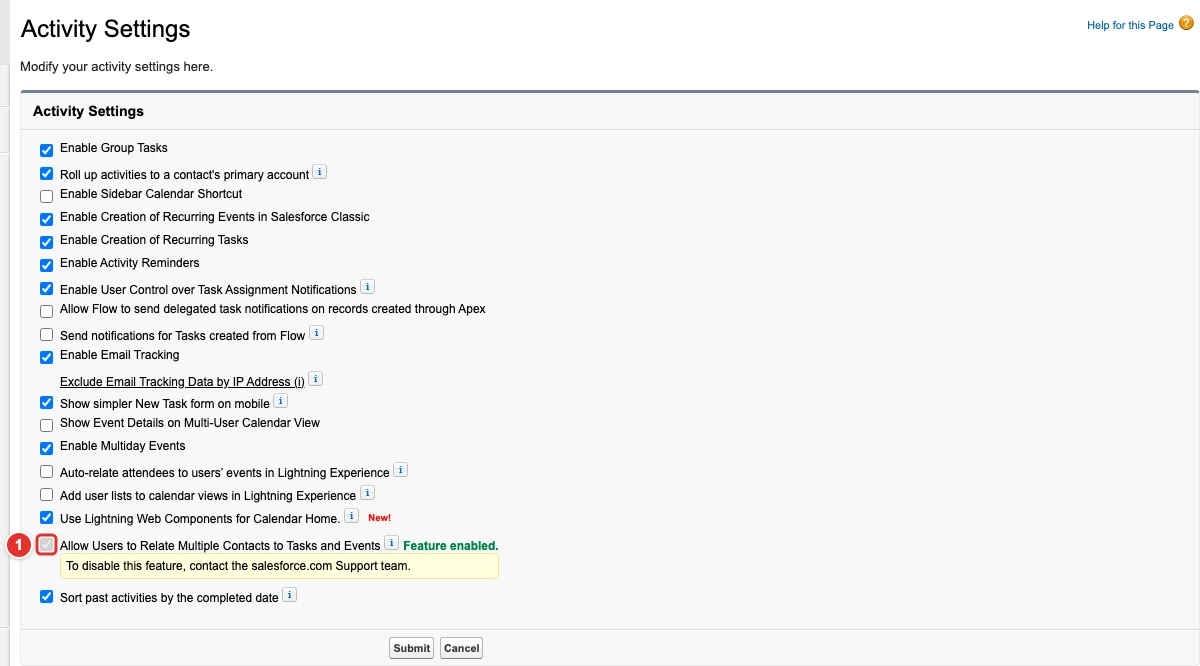 Activity Settings
Help for this Page ?
Modify your activity settings here.
Activity Settings
Enable Group Tasks
Roll up activities to a contact's primary account i
Enable Sidebar Calendar Shortcut
Enable Creation of Recurring Events in Salesforce Classic
Enable Creation of Recurring Tasks
Enable Activity Reminders
Enable User Control over Task Assignment Notifications i
Allow Flow to send delegated task notifications on records created through Apex
Send notifications for Tasks created from Flow i
Enable Email Tracking
Exclude Email Tracking Data by IP Address (i) i
Show simpler New Task form on mobile i
Show Event Details on Multi-User Calendar View
Enable Multiday Events
Auto-relate attendees to users’ events in Lightning Experience i
Add user lists to calendar views in Lightning Experience i
Use Lightning Web Components for Calendar Home. i New!
1 Allow Users to Relate Multiple Contacts to Tasks and Events i Feature enabled.
To disable this feature, contact the salesforce.com Support team.
Sort past activities by the completed date i
Submit Cancel